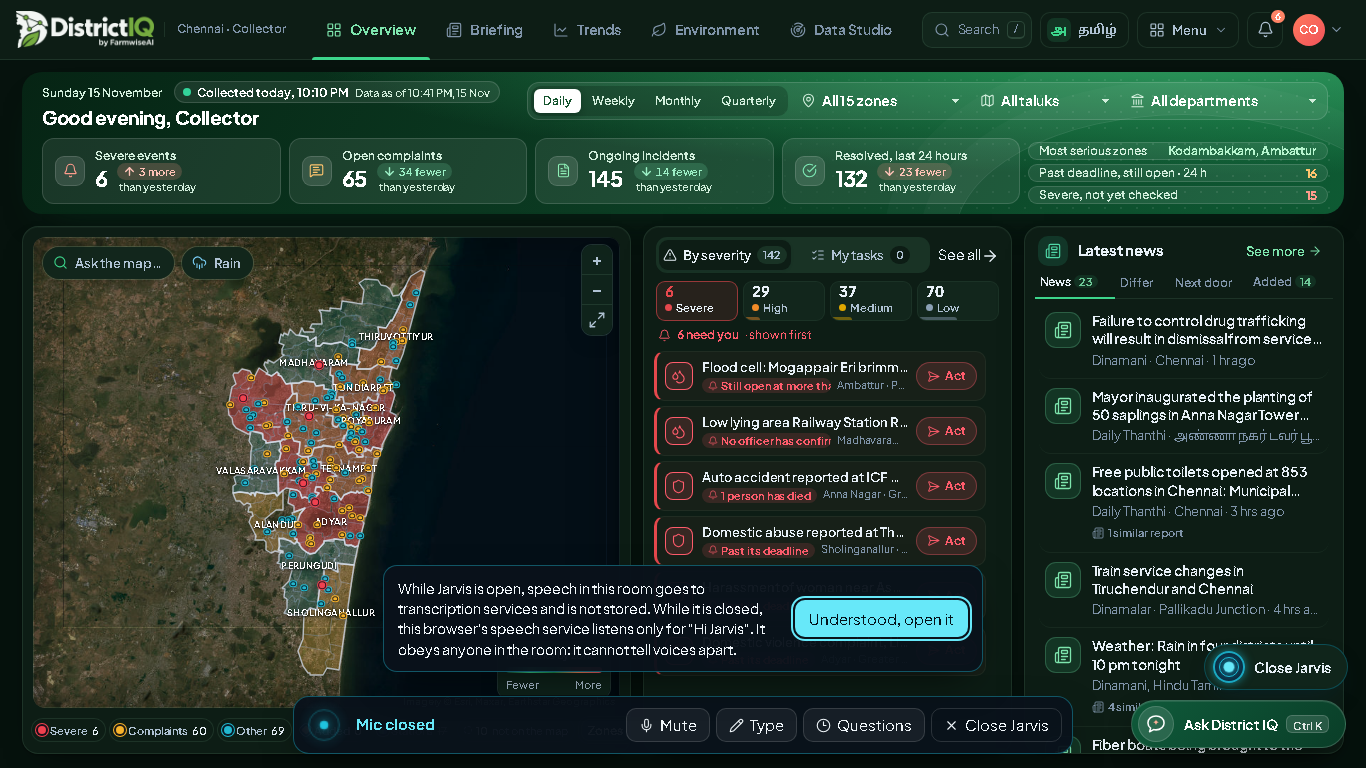 DistrictIQ
by FarmwiseAI
Chennai · Collector
Overview
Briefing
Trends
Environment
Data Studio
Search /
அ தமிழ்
Menu
6
CO
Sunday 15 November
Collected today, 10:10 PM Data as of 10:41 PM, 15 Nov
Good evening, Collector
Daily Weekly Monthly Quarterly
All 15 zones
All taluks
All departments
Severe events
6 ↑ 3 more
than yesterday
Open complaints
65 ↓ 34 fewer
than yesterday
Ongoing incidents
145 ↓ 14 fewer
than yesterday
Resolved, last 24 hours
132 ↓ 23 fewer
than yesterday
Most serious zones Kodambakkam, Ambattur
Past deadline, still open · 24 h 16
Severe, not yet checked 15
Ask the map...
Rain
+
−
THIRUVOTTIYUR
MADHAVARAM
TONDIARPET
THIRU-VI-KA-NAGAR
ROYAPURAM
VALASARAVAKKAM
TEYNAMPET
ALANDUR
ADYAR
PERUNGUDI
SHOLINGANALLUR
Fewer More
Severe 6
Complaints 60
Other 69
By severity 142
My tasks 0
See all →
6 Severe
29 High
37 Medium
70 Low
6 need you · shown first
Flood cell: Mogappair Eri brimm...
Ambattur · P...
Act
Low lying area Railway Station R...
No officer has confir
Madhavara...
Act
Auto accident reported at ICF ...
1 person has died Anna Nagar · Gr...
Act
Domestic abuse reported at Th...
Past its deadline Sholinganallur · ...
Act
Latest news
See more →
News 23 Differ Next door Added 14
Failure to control drug trafficking
will result in dismissal from service...
Dinamani · Chennai · 1 hr ago
Mayor inaugurated the planting of
50 saplings in Anna Nagar Tower...
Daily Thanthi · அண்ணா நகர் டவர் பூ...
Free public toilets opened at 853
locations in Chennai: Municipal...
Daily Thanthi · Chennai · 3 hrs ago
1 similar report
Train service changes in
Tiruchendur and Chennai
Dinamalar · Pallikadu Junction · 4 hrs a...
Weather: Rain in four districts until
10 pm tonight
Dinamani, Hindu Tam
While Jarvis is open, speech in this room goes to
transcription services and is not stored. While it is closed,
this browser's speech service listens only for "Hi Jarvis". It
obeys anyone in the room: it cannot tell voices apart.
Understood, open it
Mic closed
Mute
Type
Questions
Close Jarvis
Close Jarvis
Ask District IQ Ctrl K